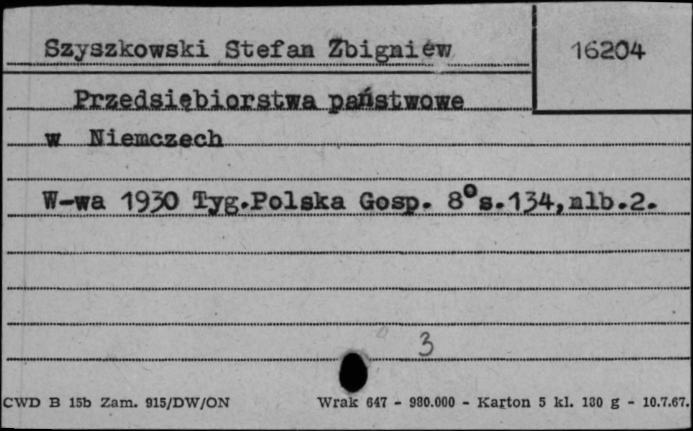 Szyszkowski Stefan Zbigniew
16204
Przedsiębiorstwa państwowe
w Niemczech
W-wa 1930 Tyg.Polska Gosp. 8° s.134,nlb.2.
3
CWD B 15b Zam. 915/DW/ON
Wrak 647 - 980.000 - Karton 5 kl. 180 g - 10.7.67.